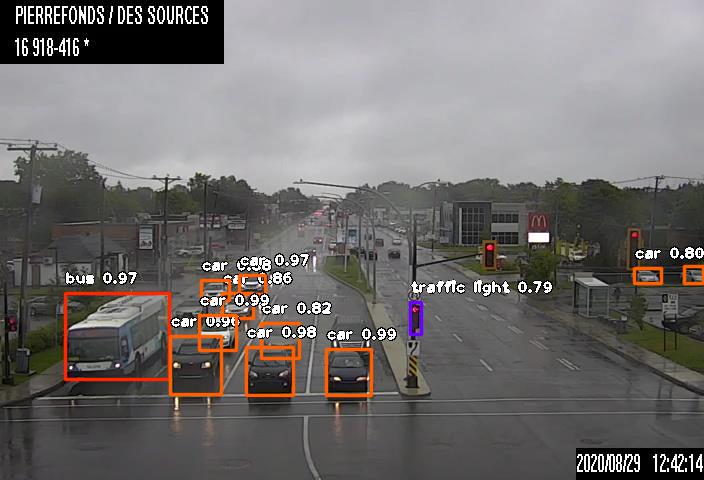 PIERREFONDS / DES SOURCES
16 918-416 *
car 0.97
car 0.80
bus 0.97
traffic light 0.79
car 0.99
car 0.82
car 0.96
car 0.98
car 0.99
2020/08/29 12:42:14